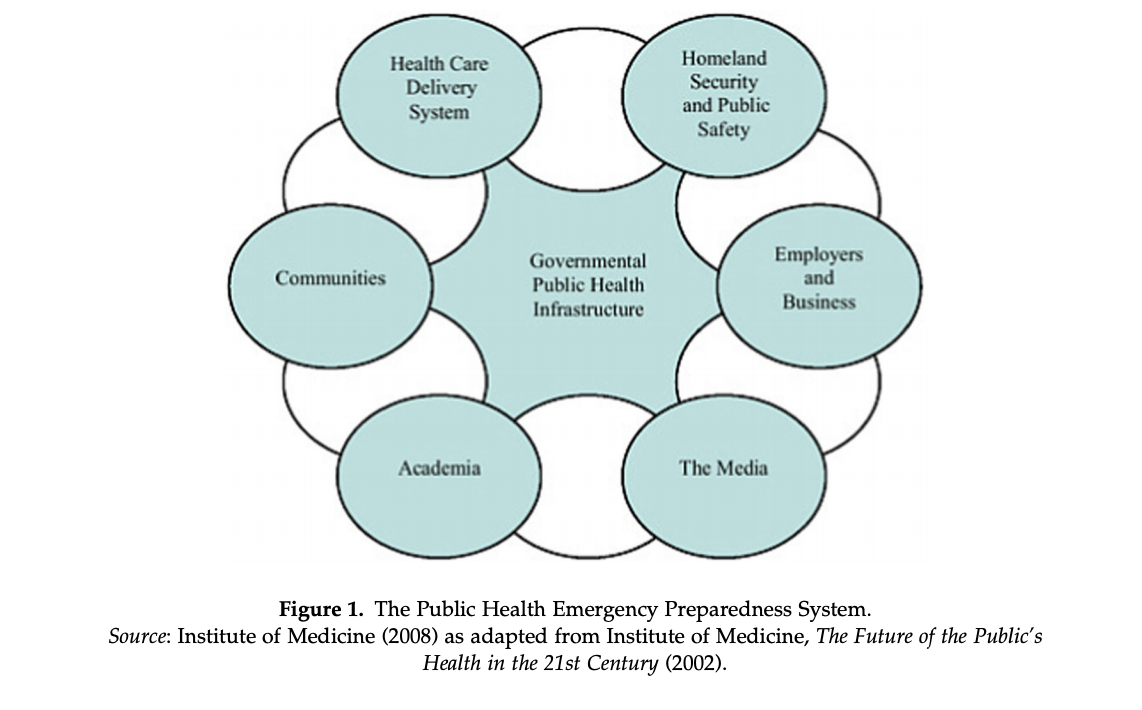 Health Care
Delivery
System
Homeland
Security
and Public
Safety
Communities
Governmental
Public Health
Infrastructure
Employers
and
Business
Academia
The Media
Figure 1. The Public Health Emergency Preparedness System.
Source: Institute of Medicine (2008) as adapted from Institute of Medicine, The Future of the Public’s
Health in the 21st Century (2002).